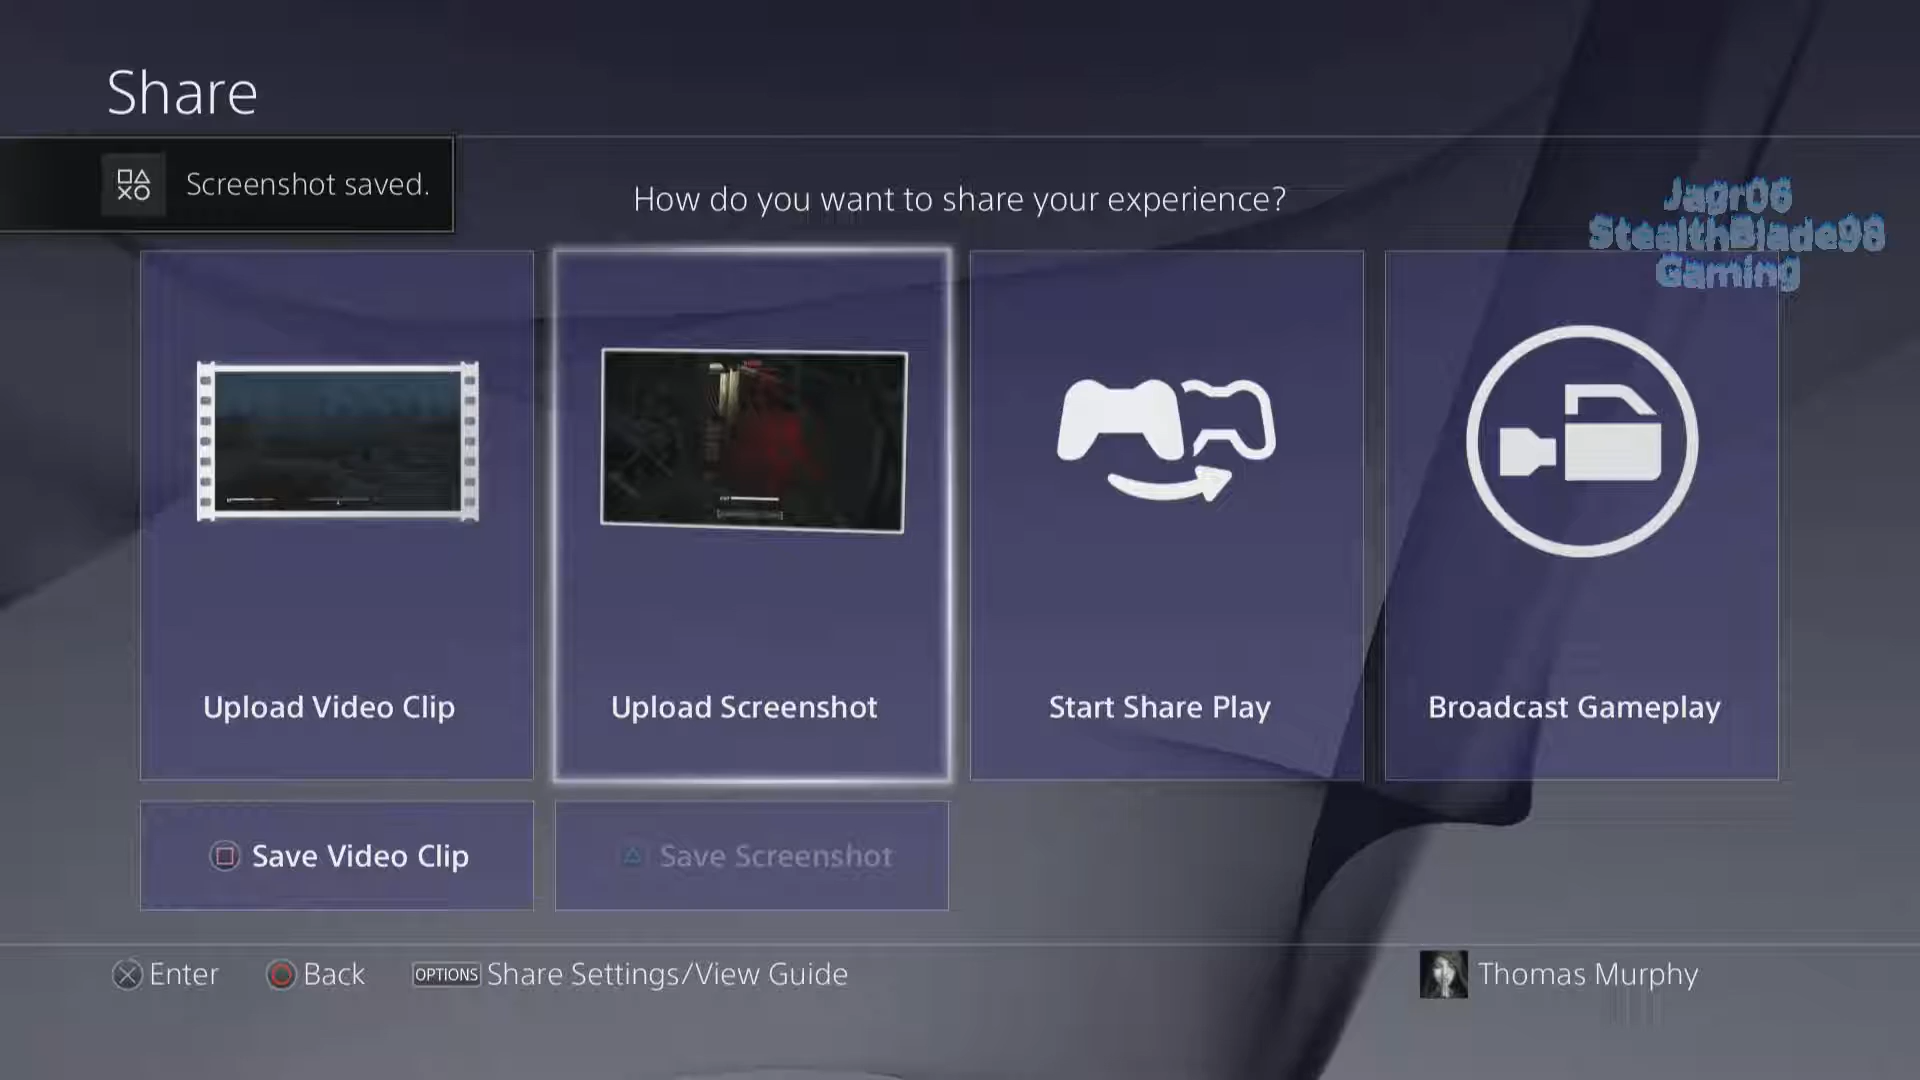 Share
Screenshot saved.
How do you want to share your experience?
Jagr06
StealthBlade98
Gaming
Upload Video Clip
Upload Screenshot
Start Share Play
Broadcast Gameplay
Save Video Clip
Save Screenshot
Enter
Back
OPTIONS Share Settings/View Guide
Thomas Murphy